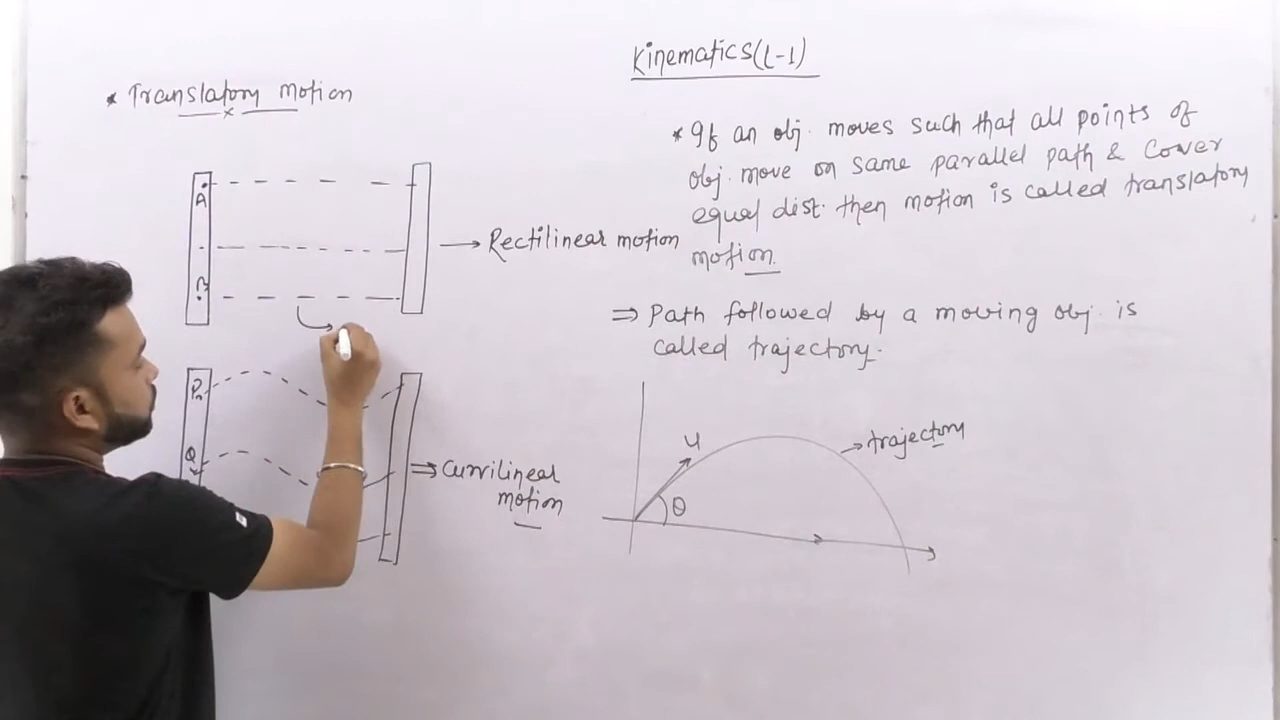 Kinematics (L-1)
* Translatory motion
* If an obj. moves such that all points of
obj. move on same parallel path & cover
equal dist. then motion is called translatory
motion.
A
B
→ Rectilinear motion
⇒ Path followed by a moving obj. is
called trajectory.
P
Q
⇒ Curvilinear
motion
u
θ
→ trajectory